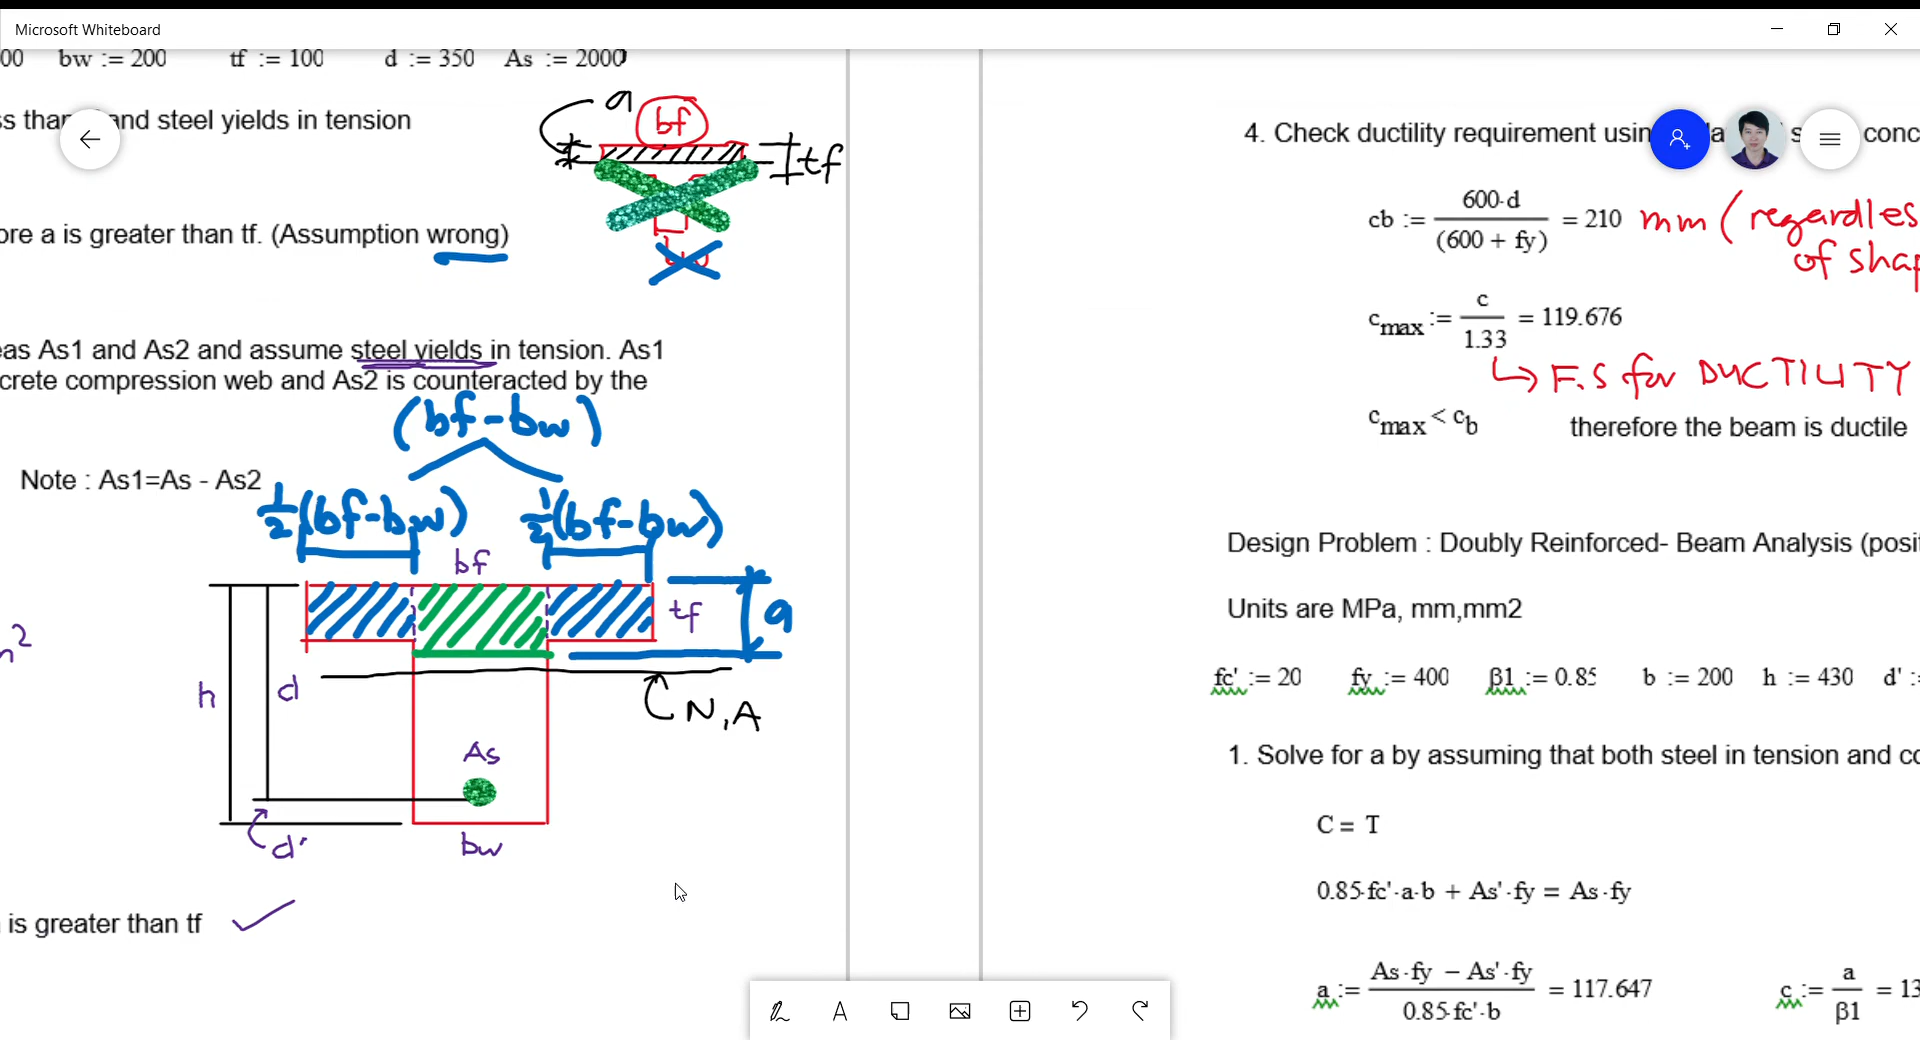 Microsoft Whiteboard
00 bw := 200 tf := 100 d := 350 As := 2000
and steel yields in tension
a bf
tf
ore a is greater than tf. (Assumption wrong)
eas As1 and As2 and assume steel yields in tension. As1
crete compression web and As2 is counteracted by the
(bf-bw)
Note : As1=As - As2
1/2(bf-bw) 1/2(bf-bw)
bf
tf a
h d
N,A
As
d'
bw
is greater than tf
4. Check ductility requirement
cb := 600·d / (600 + fy) = 210 mm (regardles
of shap
cmax := c / 1.33 = 119.676
↳ F.S for DUCTILITY
cmax < cb therefore the beam is ductile
Design Problem : Doubly Reinforced- Beam Analysis (posi
Units are MPa, mm,mm2
fc' := 20 fy := 400 β1 := 0.85 b := 200 h := 430 d' :
1. Solve for a by assuming that both steel in tension and co
C = T
0.85·fc'·a·b + As'·fy = As·fy
a := As·fy − As'·fy / 0.85·fc'·b = 117.647 c := a / β1 = 13